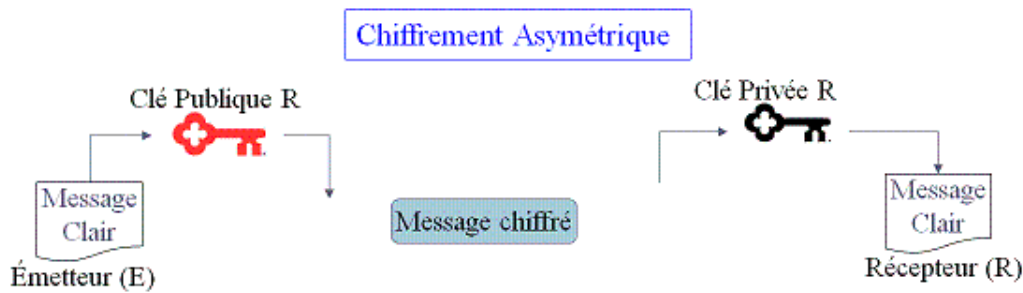 Chiffrement Asymétrique
Clé Publique R
Clé Privée R
Message
Clair
Message chiffré
Message
Clair
Émetteur (E)
Récepteur (R)